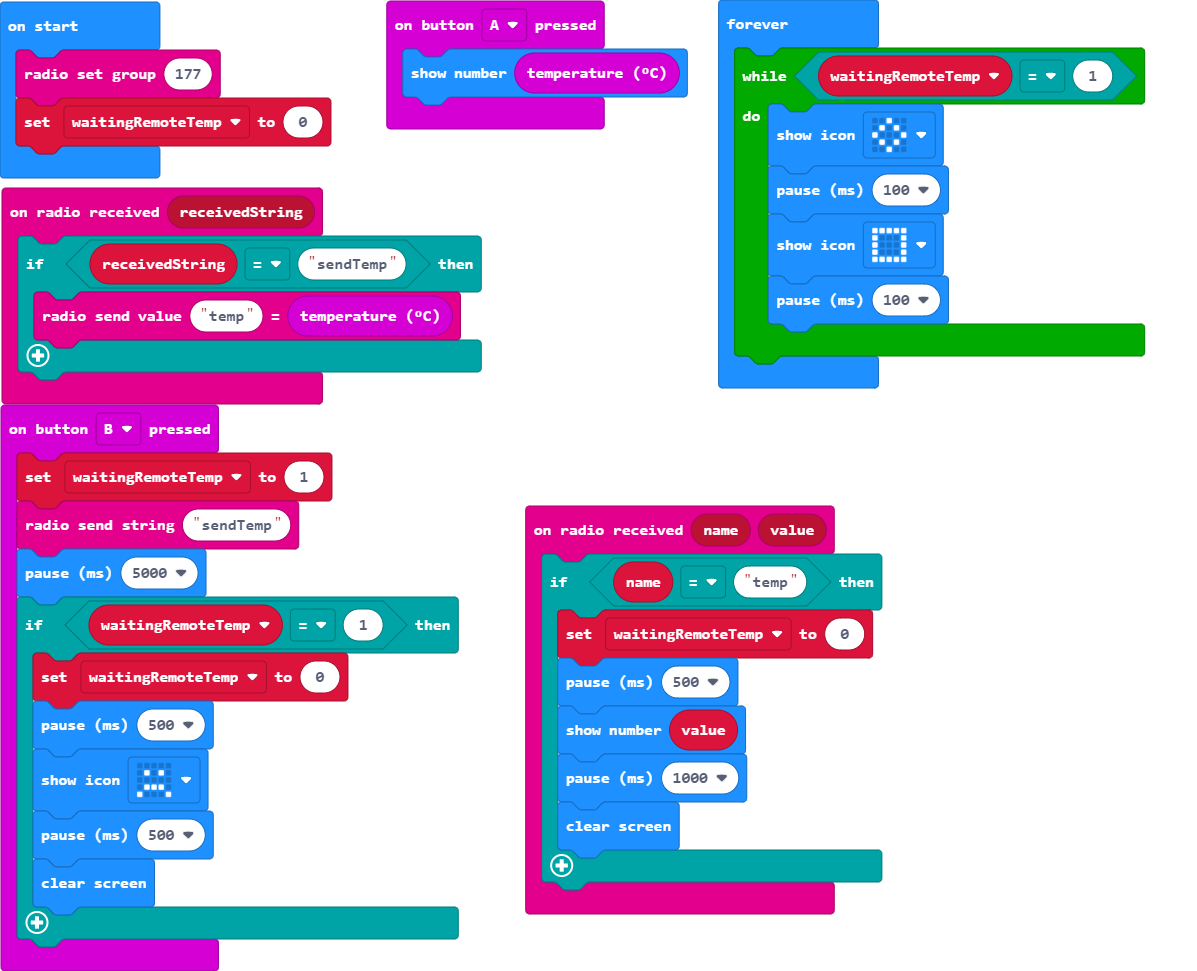 on start
radio set group 177
set waitingRemoteTemp to 0
on button A pressed
show number temperature (ºC)
forever
while waitingRemoteTemp = 1
do
show icon
pause (ms) 100
show icon
pause (ms) 100
on radio received receivedString
if receivedString = "sendTemp" then
radio send value "temp" = temperature (ºC)
on button B pressed
set waitingRemoteTemp to 1
radio send string "sendTemp"
pause (ms) 5000
if waitingRemoteTemp = 1 then
set waitingRemoteTemp to 0
pause (ms) 500
show icon
pause (ms) 500
clear screen
on radio received name value
if name = "temp" then
set waitingRemoteTemp to 0
pause (ms) 500
show number value
pause (ms) 1000
clear screen